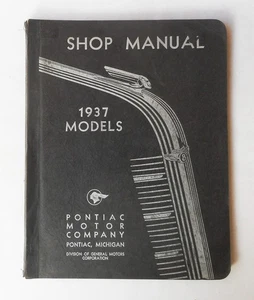 SHOP MANUAL
1937
MODELS
PONTIAC
MOTOR
COMPANY
PONTIAC, MICHIGAN
DIVISION OF GENERAL MOTORS
CORPORATION